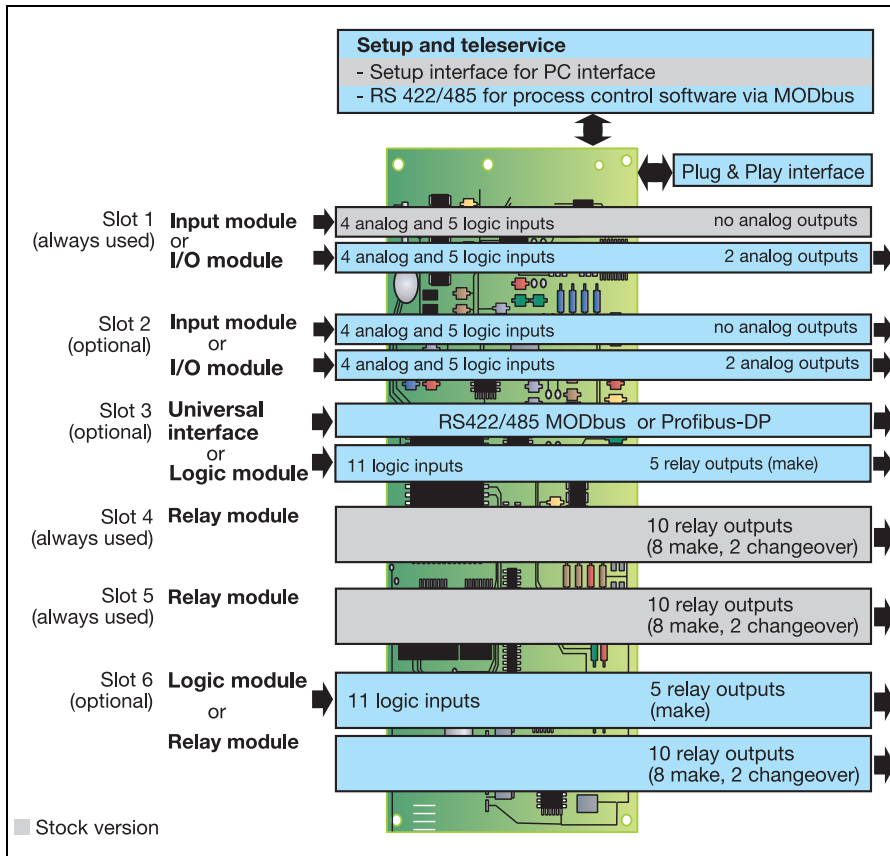 Setup and teleservice
- Setup interface for PC interface
- RS 422/485 for process control software via MODbus
Plug & Play interface
Slot 1
(always used)
Input module
or
I/O module
4 analog and 5 logic inputs no analog outputs
4 analog and 5 logic inputs 2 analog outputs
Slot 2
(optional)
Input module
or
I/O module
4 analog and 5 logic inputs no analog outputs
4 analog and 5 logic inputs 2 analog outputs
Slot 3
(optional)
Universal
interface
or
Logic module
RS422/485 MODbus or Profibus-DP
11 logic inputs 5 relay outputs (make)
Slot 4
(always used)
Relay module
10 relay outputs
(8 make, 2 changeover)
Slot 5
(always used)
Relay module
10 relay outputs
(8 make, 2 changeover)
Slot 6
(optional)
Logic module
or
Relay module
11 logic inputs 5 relay outputs
(make)
10 relay outputs
(8 make, 2 changeover)
Stock version